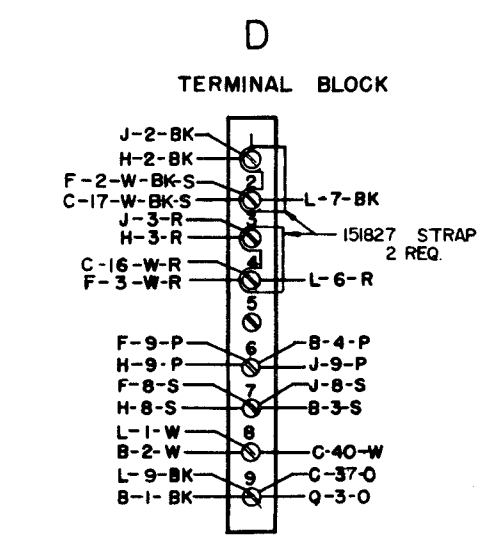 D
TERMINAL BLOCK
J-2-BK
1
H-2-BK
F-2-W-BK-S
2
C-17-W-BK-S
L-7-BK
J-3-R
3
H-3-R
151827 STRAP
2 REQ.
C-16-W-R
4
F-3-W-R
L-6-R
5
F-9-P
6
B-4-P
H-9-P
J-9-P
F-8-S
7
J-8-S
H-8-S
B-3-S
L-1-W
8
B-2-W
C-40-W
L-9-BK
9
C-37-O
B-1-BK
Q-3-O